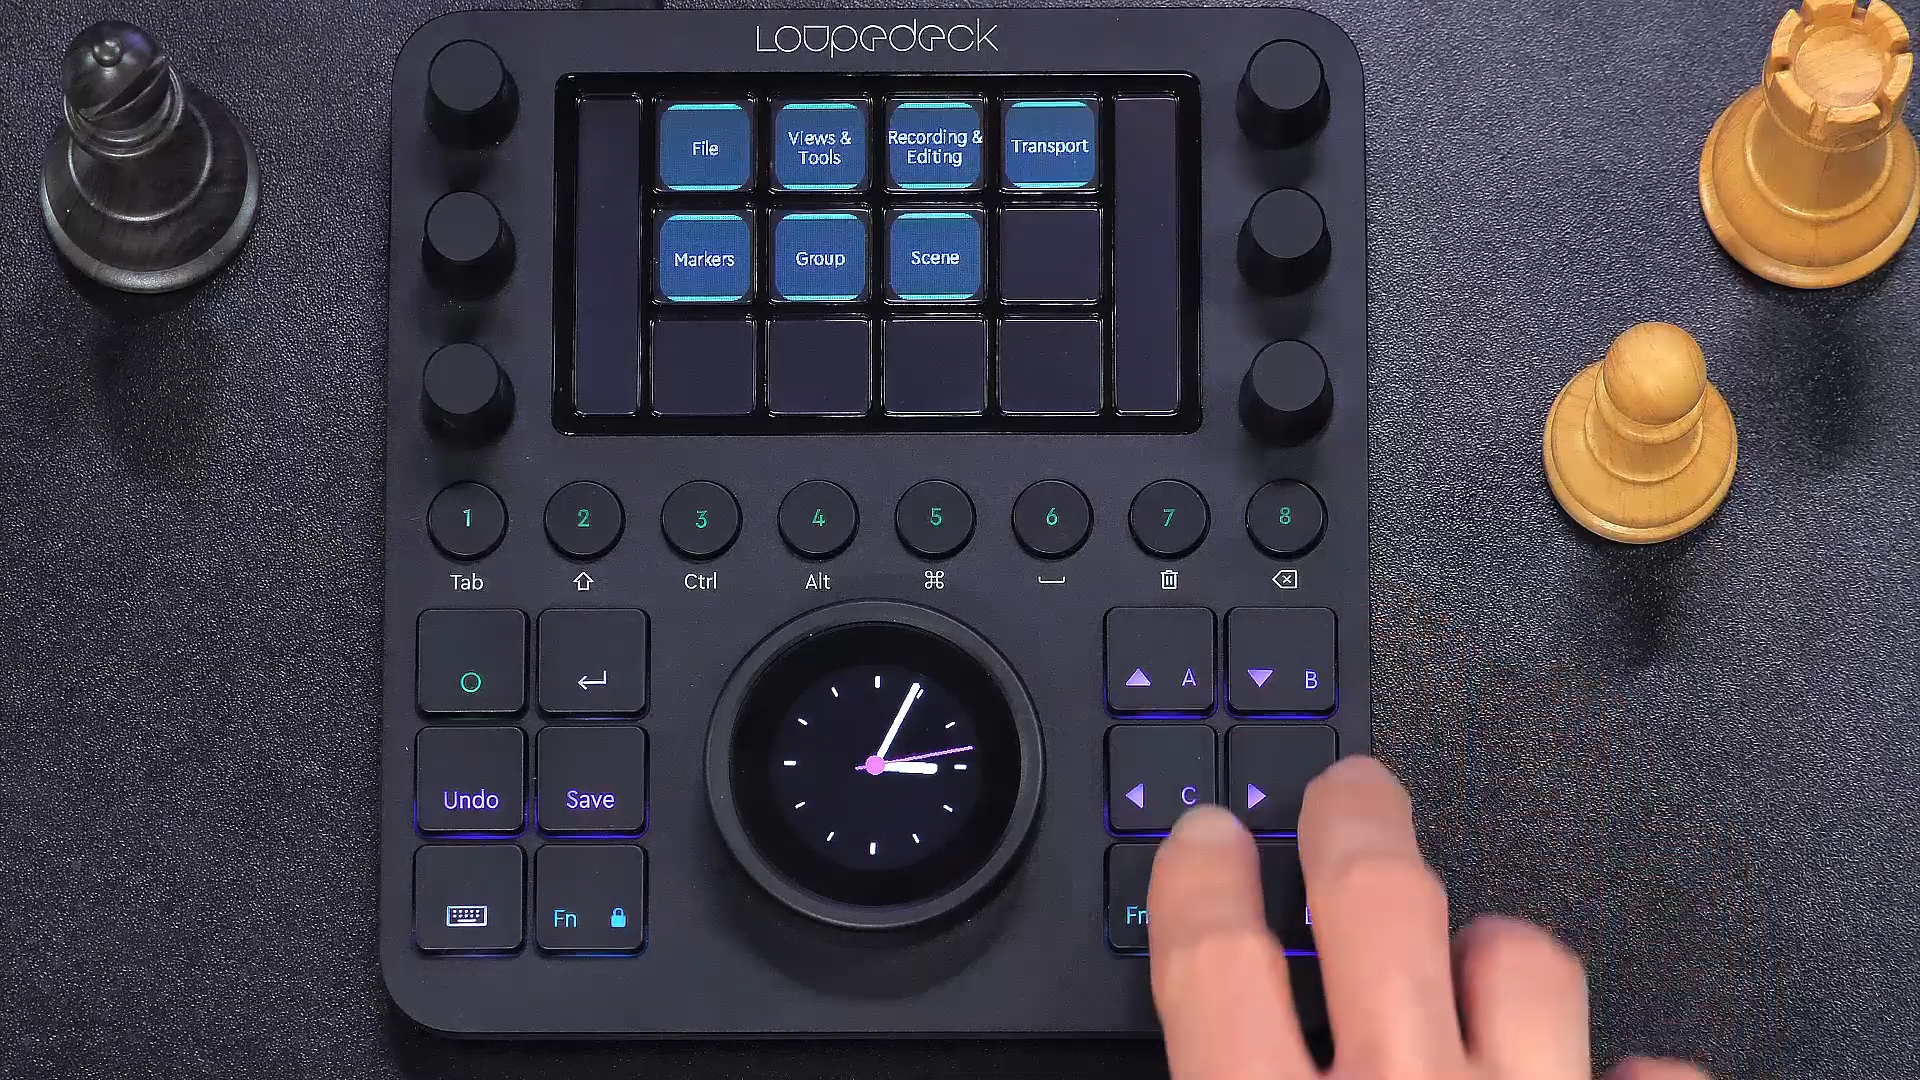 Loupedeck
File
Views &
Tools
Recording &
Editing
Transport
Markers
Group
Scene
1
2
3
4
5
6
7
8
Tab
Ctrl
Alt
A
B
Undo
Save
C
Fn
Fn